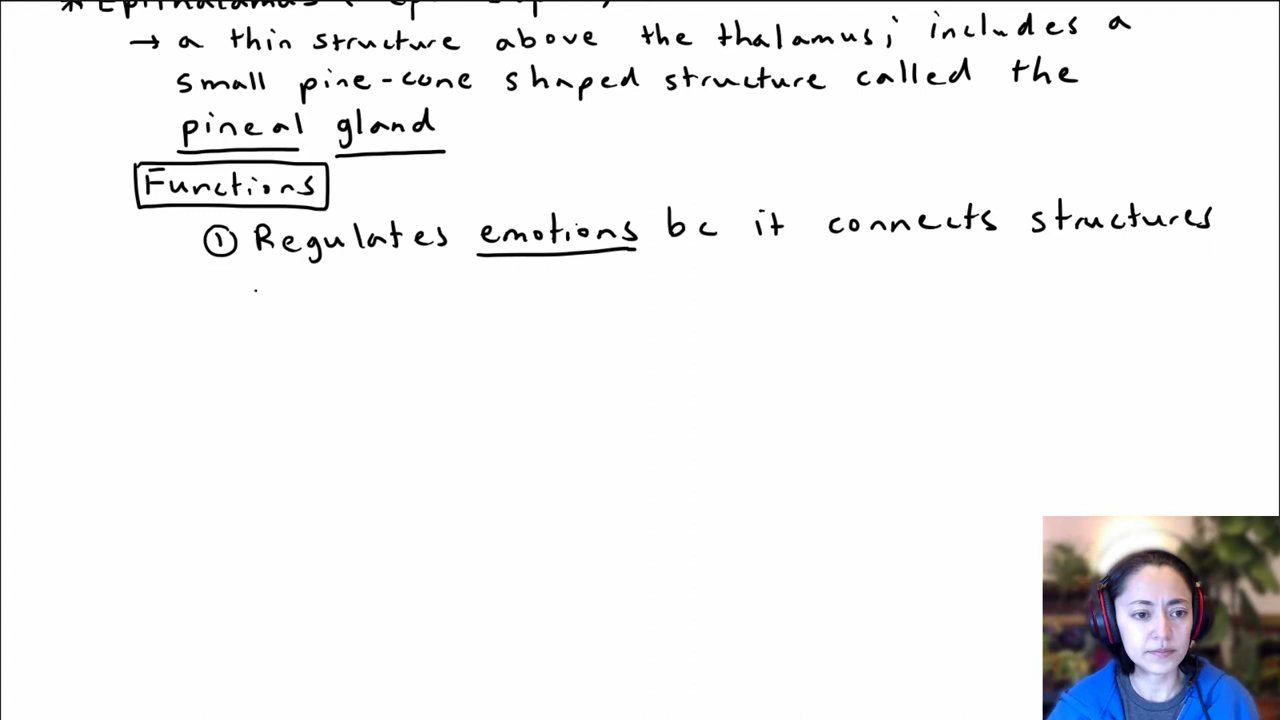 * Epithalamus
→ a thin structure above the thalamus; includes a
small pine-cone shaped structure called the
pineal gland
Functions
① Regulates emotions bc it connects structures